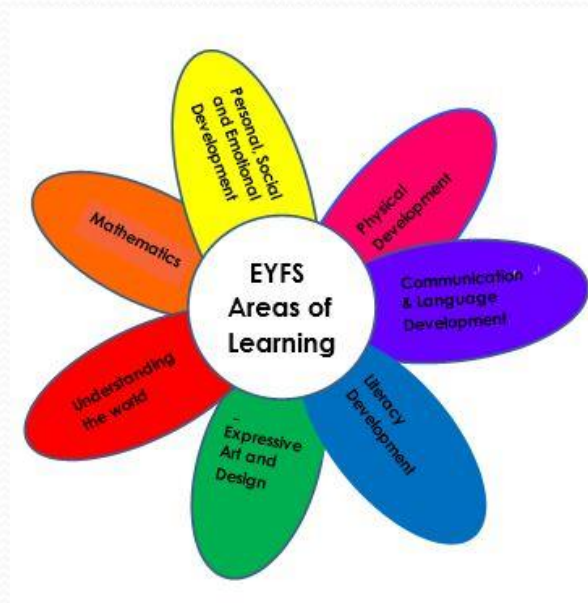 EYFS
Areas of
Learning
Personal, Social
and Emotional
Development
Physical
Development
Communication
& Language
Development
Literacy
Development
Expressive
Art and
Design
Understanding
the world
Mathematics